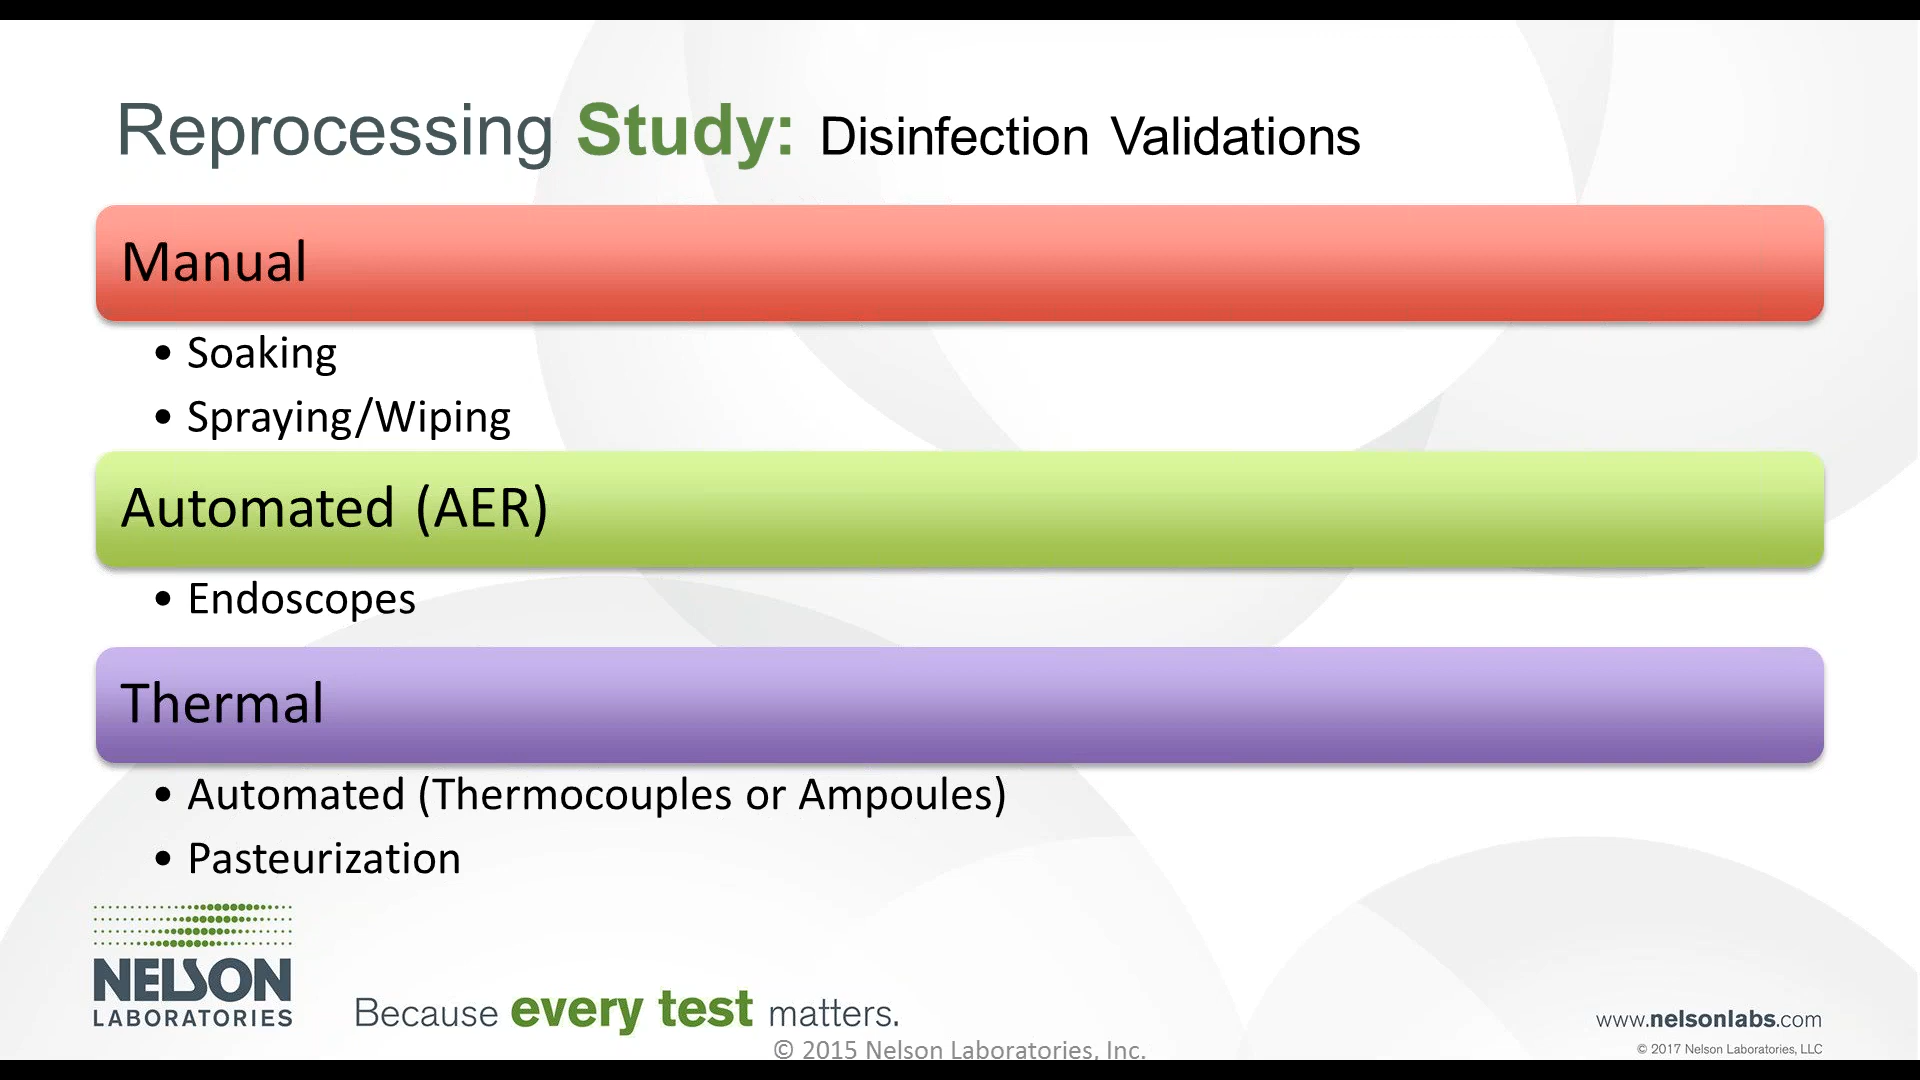 Reprocessing Study: Disinfection Validations
Manual
• Soaking
• Spraying/Wiping
Automated (AER)
• Endoscopes
Thermal
• Automated (Thermocouples or Ampoules)
• Pasteurization
NELSON
LABORATORIES
Because every test matters.
© 2015 Nelson Laboratories, Inc.
www.nelsonlabs.com
© 2017 Nelson Laboratories, LLC